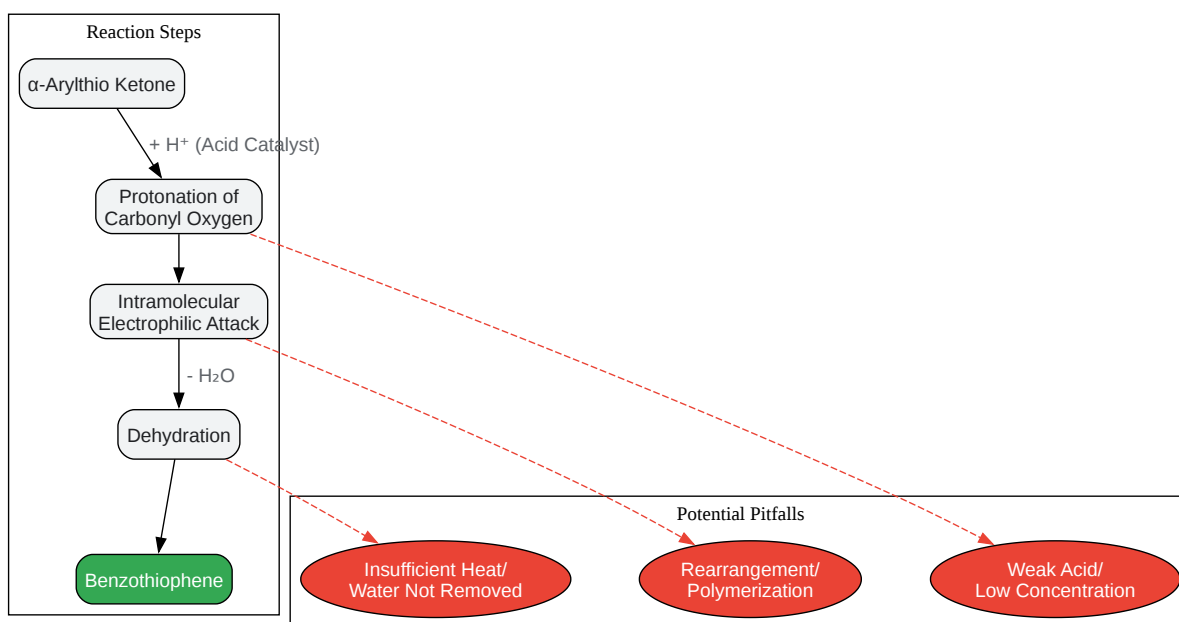 Reaction Steps
α-Arylthio Ketone
+ H⁺ (Acid Catalyst)
Protonation of
Carbonyl Oxygen
Intramolecular
Electrophilic Attack
- H₂O
Dehydration
Benzothiophene
Potential Pitfalls
Insufficient Heat/
Water Not Removed
Rearrangement/
Polymerization
Weak Acid/
Low Concentration